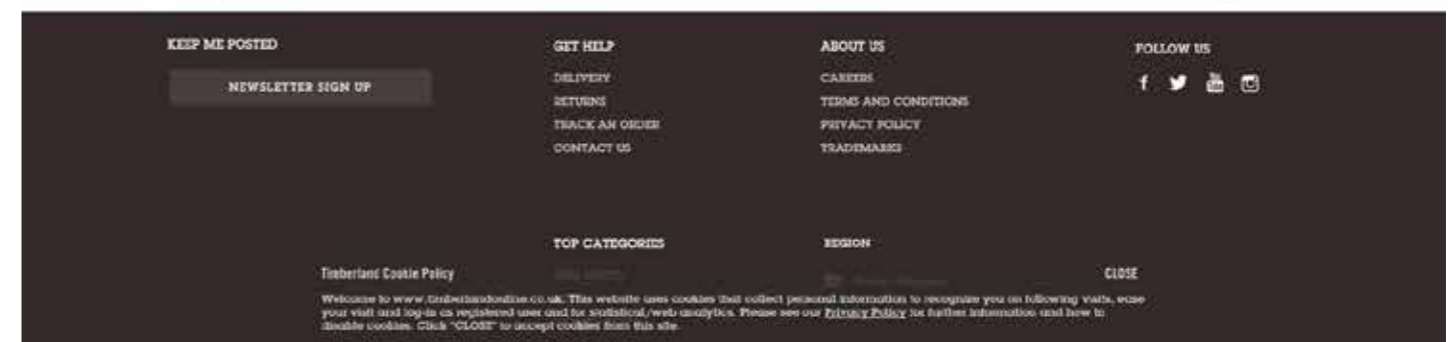 KEEP ME POSTED
NEWSLETTER SIGN UP
GET HELP
DELIVERY
RETURNS
TRACK AN ORDER
CONTACT US
ABOUT US
CAREERS
TERMS AND CONDITIONS
PRIVACY POLICY
TRADEMARKS
FOLLOW US
TOP CATEGORIES
REGION
Timberland Cookie Policy
CLOSE
Welcome to www.timberlandonline.co.uk. This website uses cookies that collect personal information to recognize you on following visits, ease
your visit and log-in as registered user and for statistical/web analytics. Please see our Privacy Policy for further information and how to
disable cookies. Click "CLOSE" to accept cookies from this site.